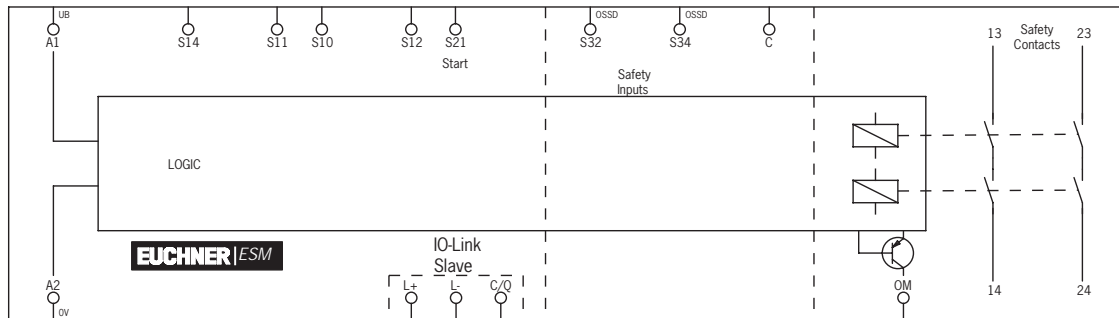 UB
OSSD
OSSD
A1
S14
S11
S10
S12
S21
S32
S34
C
13
Safety
Contacts
23
Start
Safety
Inputs
LOGIC
EUCHNER ESM
IO-Link
Slave
A2
L+
L-
C/Q
OM
14
24
0V